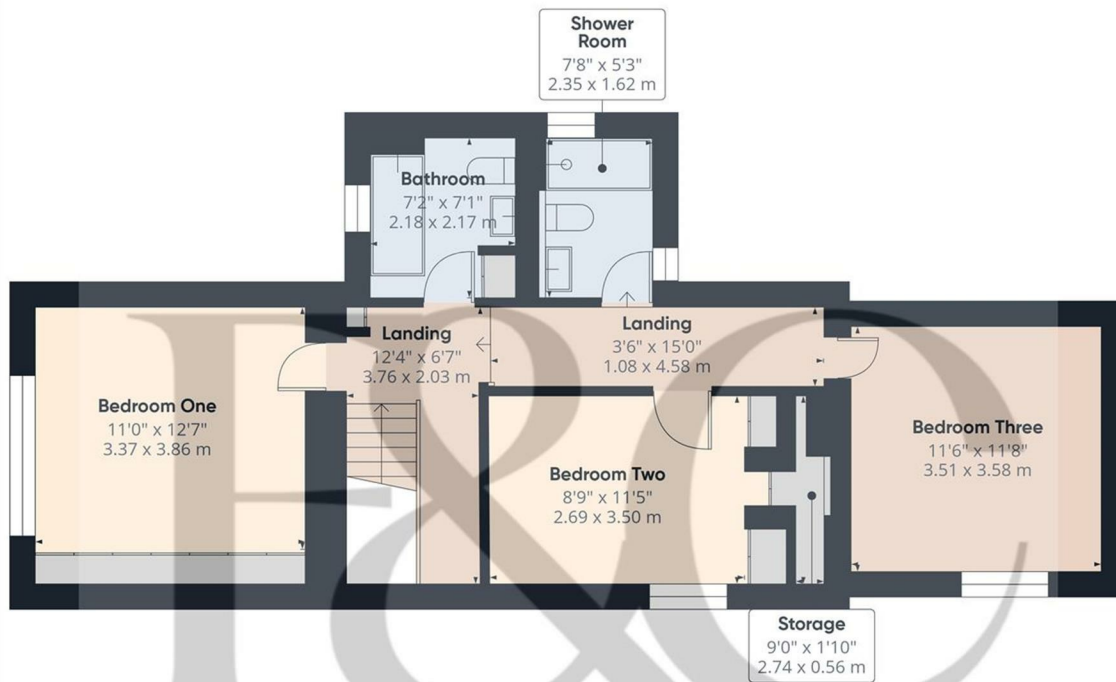 Shower
Room
7'8" x 5'3"
2.35 x 1.62 m
Bathroom
7'2" x 7'1"
2.18 x 2.17 m
Landing
12'4" x 6'7"
3.76 x 2.03 m
Landing
3'6" x 15'0"
1.08 x 4.58 m
Bedroom One
11'0" x 12'7"
3.37 x 3.86 m
Bedroom Two
8'9" x 11'5"
2.69 x 3.50 m
Bedroom Three
11'6" x 11'8"
3.51 x 3.58 m
Storage
9'0" x 1'10"
2.74 x 0.56 m
F&C